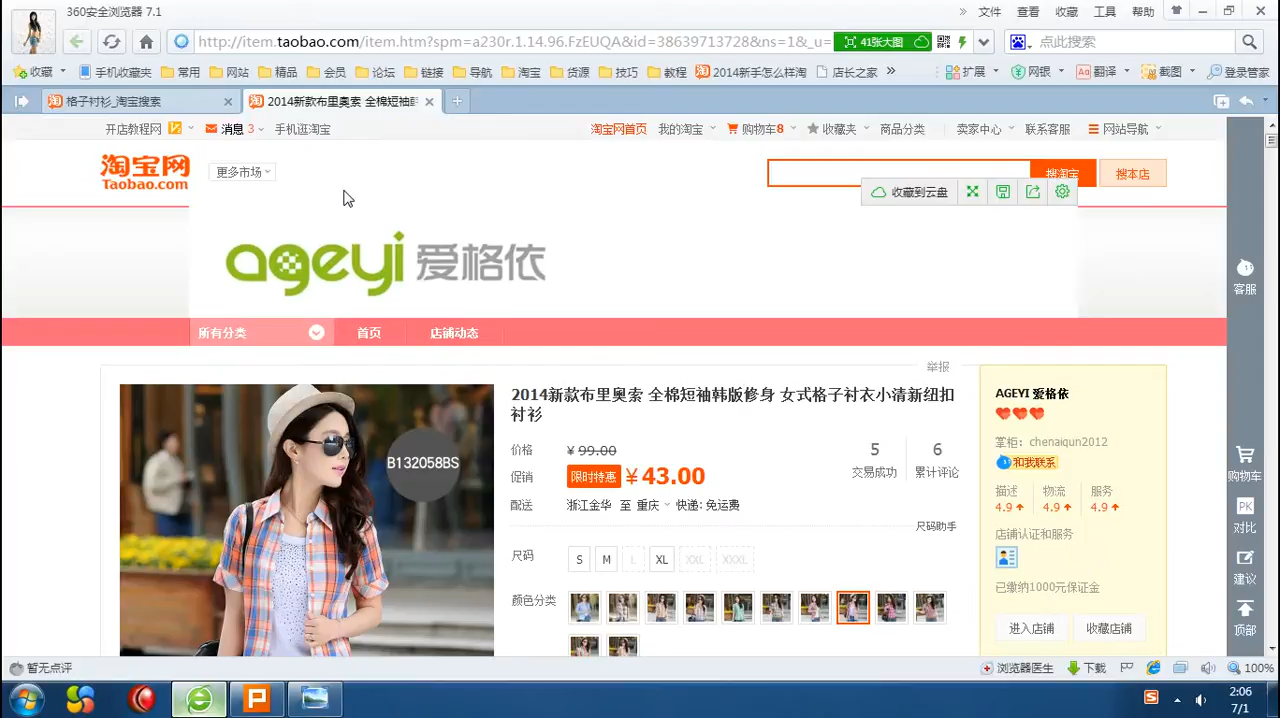 360安全浏览器 7.1
» 文件 查看 收藏 工具 帮助
http://item.taobao.com/item.htm?spm=a230r.1.14.96.FzEUQA&id=38639713728&ns=1&_u=
41张大图
点此搜索
收藏 手机收藏夹 常用 网站 精品 会员 论坛 链接 导航 淘宝 货源 技巧 教程 2014新手怎么样淘 店长之家 » 扩展 网银 翻译 截图 登录管家
格子衬衫_淘宝搜索
2014新款布里奥索 全棉短袖韩
开店教程网 消息 3 手机逛淘宝 淘宝网首页 我的淘宝 购物车8 收藏夹 商品分类 卖家中心 联系客服 网站导航
淘宝网
Taobao.com
更多市场
搜淘宝
搜本店
收藏到云盘
ageyi 爱格依
所有分类 首页 店铺动态
举报
B132058BS
2014新款布里奥索 全棉短袖韩版修身 女式格子衬衣小清新纽扣
衬衫
价格 ¥ 99.00
促销 限时特惠 ¥ 43.00
5
交易成功
6
累计评论
配送 浙江金华 至 重庆 快递: 免运费
尺码助手
尺码 S M L XL XXL XXXL
颜色分类
AGEYI 爱格依
掌柜: chenaiqun2012
和我联系
描述 物流 服务
4.9 4.9 4.9
店铺认证和服务
已缴纳1000元保证金
进入店铺 收藏店铺
客服
购物车
PK
对比
建议
顶部
暂无点评
浏览器医生 下载 100%
2:06
7/1